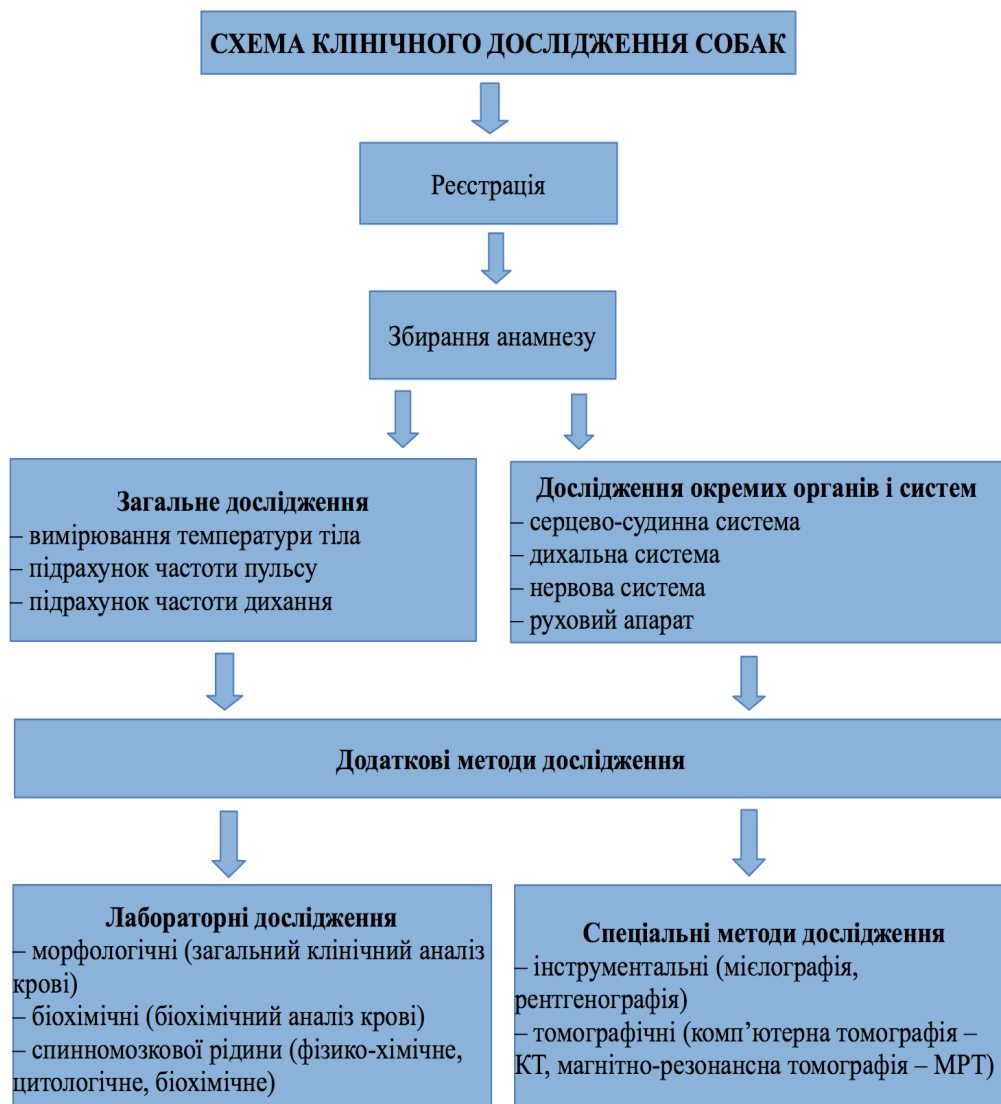 СХЕМА КЛІНІЧНОГО ДОСЛІДЖЕННЯ СОБАК
Реєстрація
Збирання анамнезу
Загальне дослідження
– вимірювання температури тіла
– підрахунок частоти пульсу
– підрахунок частоти дихання
Дослідження окремих органів і систем
– серцево-судинна система
– дихальна система
– нервова система
– руховий апарат
Додаткові методи дослідження
Лабораторні дослідження
– морфологічні (загальний клінічний аналіз
крові)
– біохімічні (біохімічний аналіз крові)
– спинномозкової рідини (фізико-хімічне,
цитологічне, біохімічне)
Спеціальні методи дослідження
– інструментальні (мієлографія,
рентгенографія)
– томографічні (комп’ютерна томографія –
КТ, магнітно-резонансна томографія – МРТ)